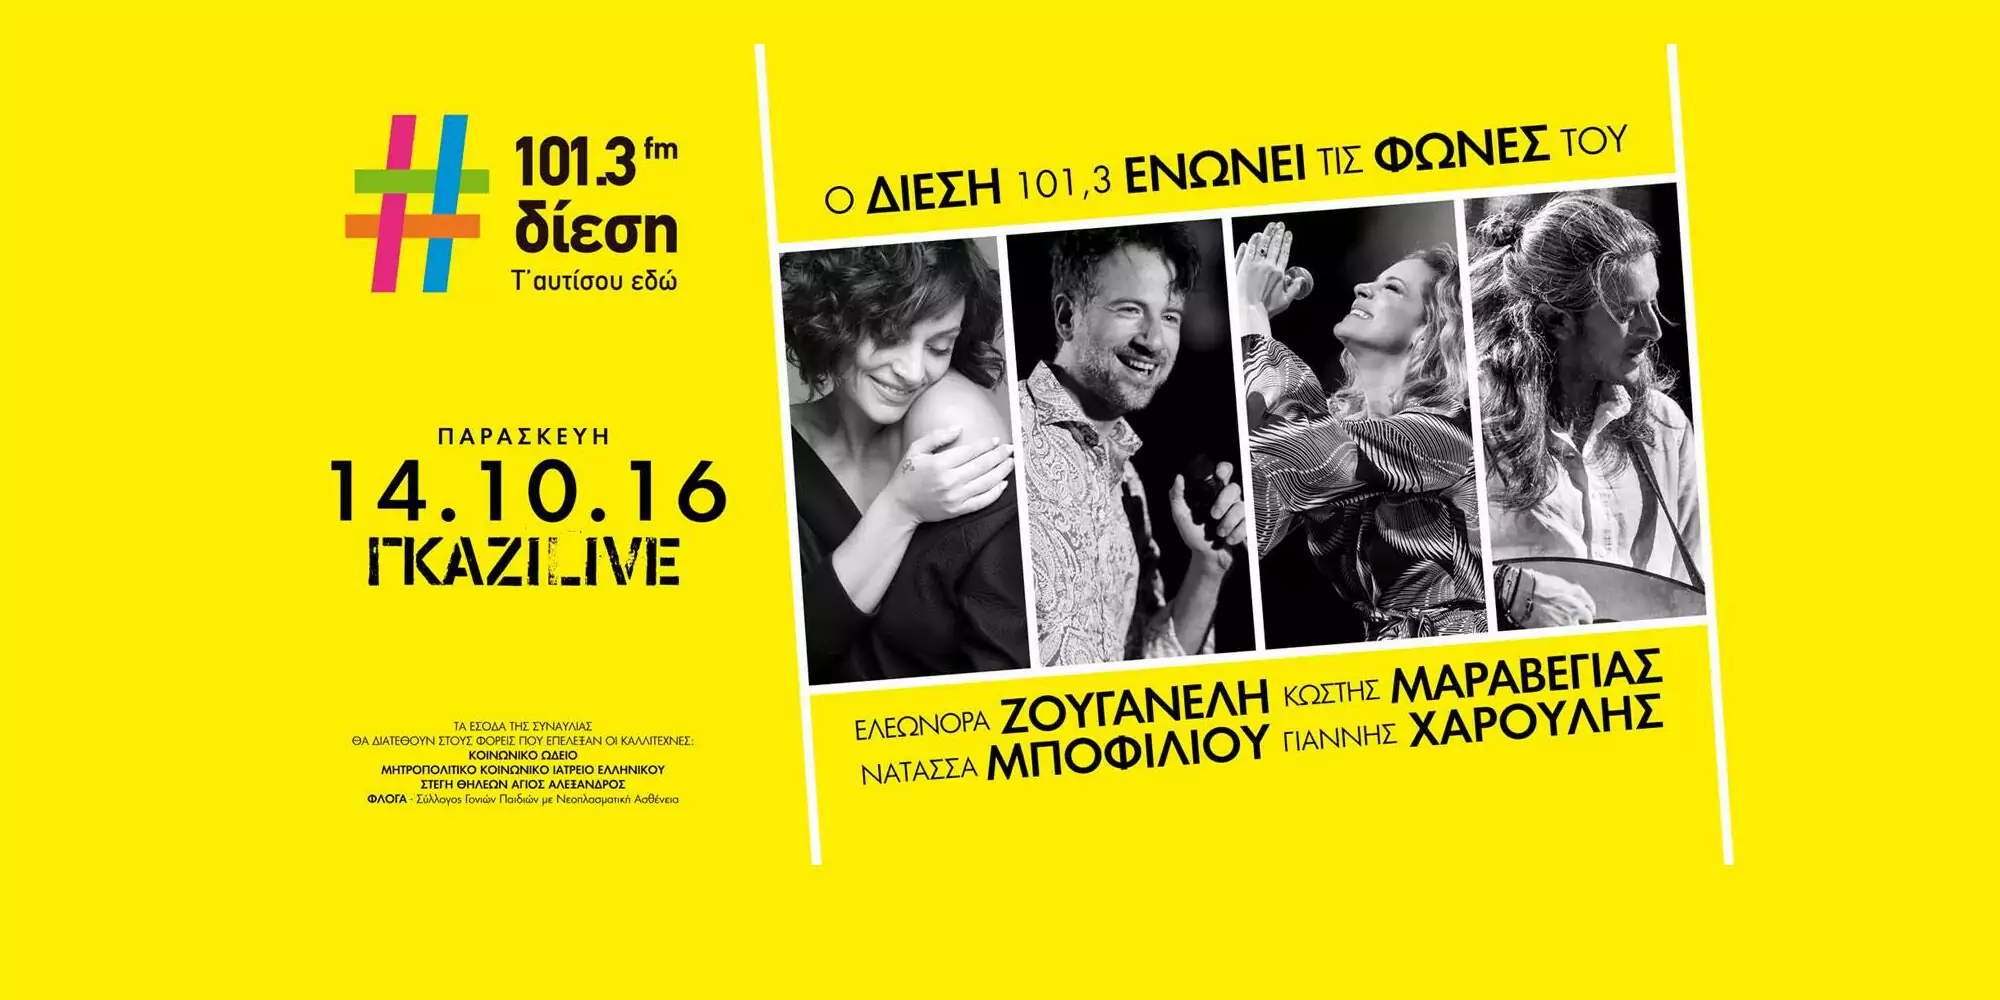 101.3 fm
δίεση
Τ' αυτίσου εδώ
ΠΑΡΑΣΚΕΥΗ
14.10.16
ΓΚΑΖΙ LIVE
ΤΑ ΕΣΟΔΑ ΤΗΣ ΣΥΝΑΥΛΙΑΣ
ΘΑ ΔΙΑΤΕΘΟΥΝ ΣΤΟΥΣ ΦΟΡΕΙΣ ΠΟΥ ΕΠΕΛΕΞΑΝ ΟΙ ΚΑΛΛΙΤΕΧΝΕΣ:
ΚΟΙΝΩΝΙΚΟ ΩΔΕΙΟ
ΜΗΤΡΟΠΟΛΙΤΙΚΟ ΚΟΙΝΩΝΙΚΟ ΙΑΤΡΕΙΟ ΕΛΛΗΝΙΚΟΥ
ΣΤΕΓΗ ΘΗΛΕΩΝ ΑΓΙΟΣ ΑΛΕΞΑΝΔΡΟΣ
ΦΛΟΓΑ - Σύλλογος Γονιών Παιδιών με Νεοπλασματική Ασθένεια
Ο ΔΙΕΣΗ 101,3 ΕΝΩΝΕΙ ΤΙΣ ΦΩΝΕΣ ΤΟΥ
ΕΛΕΩΝΟΡΑ ΖΟΥΓΑΝΕΛΗ ΚΩΣΤΗΣ ΜΑΡΑΒΕΓΙΑΣ
ΝΑΤΑΣΣΑ ΜΠΟΦΙΛΙΟΥ ΓΙΑΝΝΗΣ ΧΑΡΟΥΛΗΣ